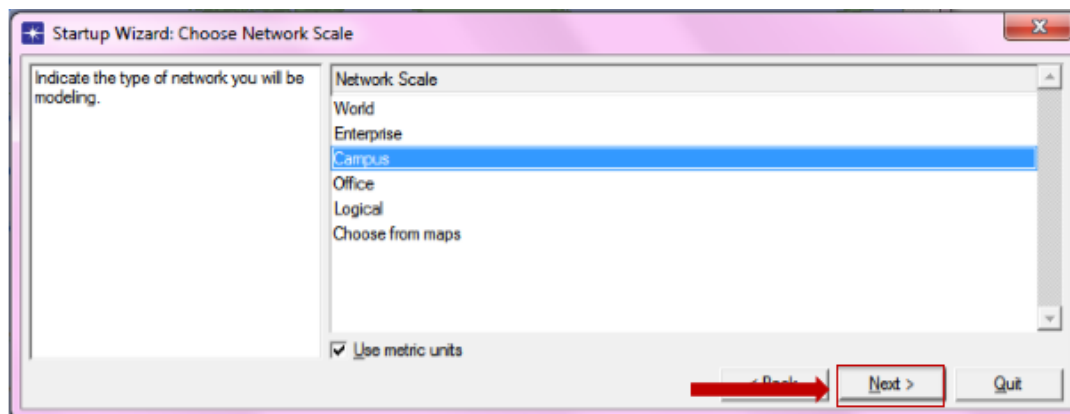 Startup Wizard: Choose Network Scale
Indicate the type of network you will be
modeling.
Network Scale
World
Enterprise
Campus
Office
Logical
Choose from maps
Use metric units
< Back
Next >
Quit